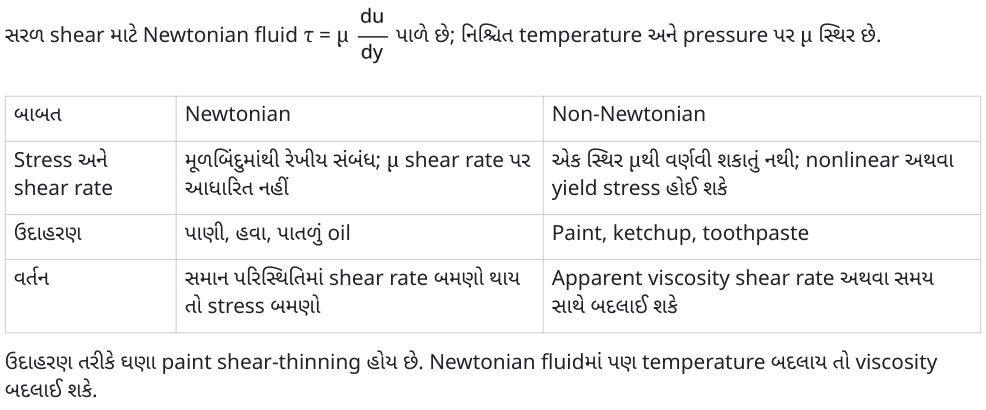 સરળ shear માટે Newtonian fluid τ = μ du/dy પાળે છે; નિશ્ચિત temperature અને pressure પર μ સ્થિર છે.
બાબત Newtonian Non-Newtonian
Stress અને shear rate મૂળબિંદુમાંથી રેખીય સંબંધ; μ shear rate પર આધારિત નહીં એક સ્થિર μથી વર્ણવી શકાતું નથી; nonlinear અથવા yield stress હોઈ શકે
ઉદાહરણ પાણી, હવા, પાતળું oil Paint, ketchup, toothpaste
વર્તન સમાન પરિસ્થિતિમાં shear rate બમણો થાય તો stress બમણો Apparent viscosity shear rate અથવા સમય સાથે બદલાઈ શકે
ઉદાહરણ તરીકે ઘણા paint shear-thinning હોય છે. Newtonian fluidમાં પણ temperature બદલાય તો viscosity
બદલાઈ શકે.